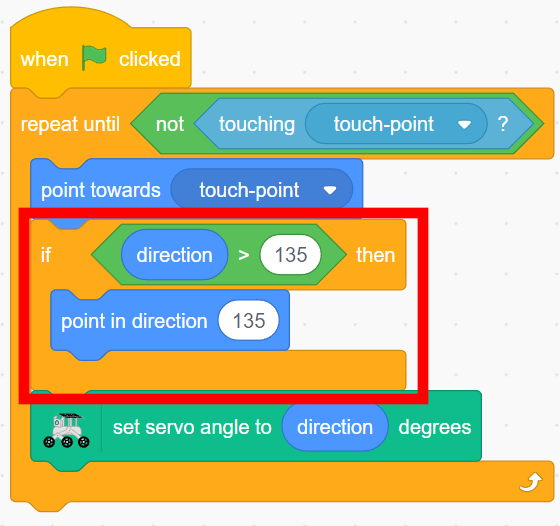 when clicked
repeat until not touching touch-point ?
point towards touch-point
if direction > 135 then
point in direction 135
set servo angle to direction degrees